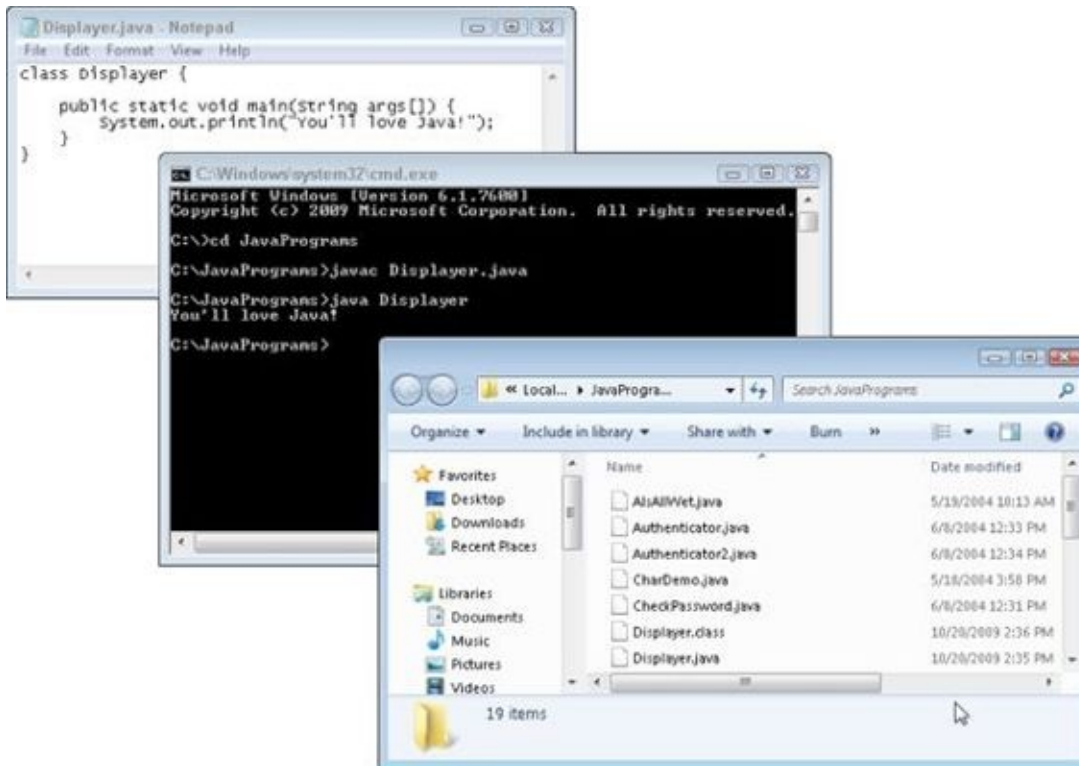 Displayer.java - Notepad
File Edit Format View Help
class Displayer {
public static void main(String args[]) {
System.out.println("You'll love Java!");
}
}
C:\Windows\system32\cmd.exe
Microsoft Windows [Version 6.1.7600]
Copyright (c) 2009 Microsoft Corporation. All rights reserved.
C:\>cd JavaPrograms
C:\JavaPrograms>javac Displayer.java
C:\JavaPrograms>java Displayer
You'll love Java!
C:\JavaPrograms>
« Local... ▸ JavaProgra...
Search JavaPrograms
Organize Include in library Share with Burn »
Favorites
Desktop
Downloads
Recent Places
Libraries
Documents
Music
Pictures
Videos
Name Date modified
AlsAllWet.java 5/19/2004 10:13 AM
Authenticator.java 6/8/2004 12:33 PM
Authenticator2.java 6/8/2004 12:34 PM
CharDemo.java 5/18/2004 3:58 PM
CheckPassword.java 6/8/2004 12:31 PM
Displayer.class 10/20/2009 2:36 PM
Displayer.java 10/20/2009 2:35 PM
19 items